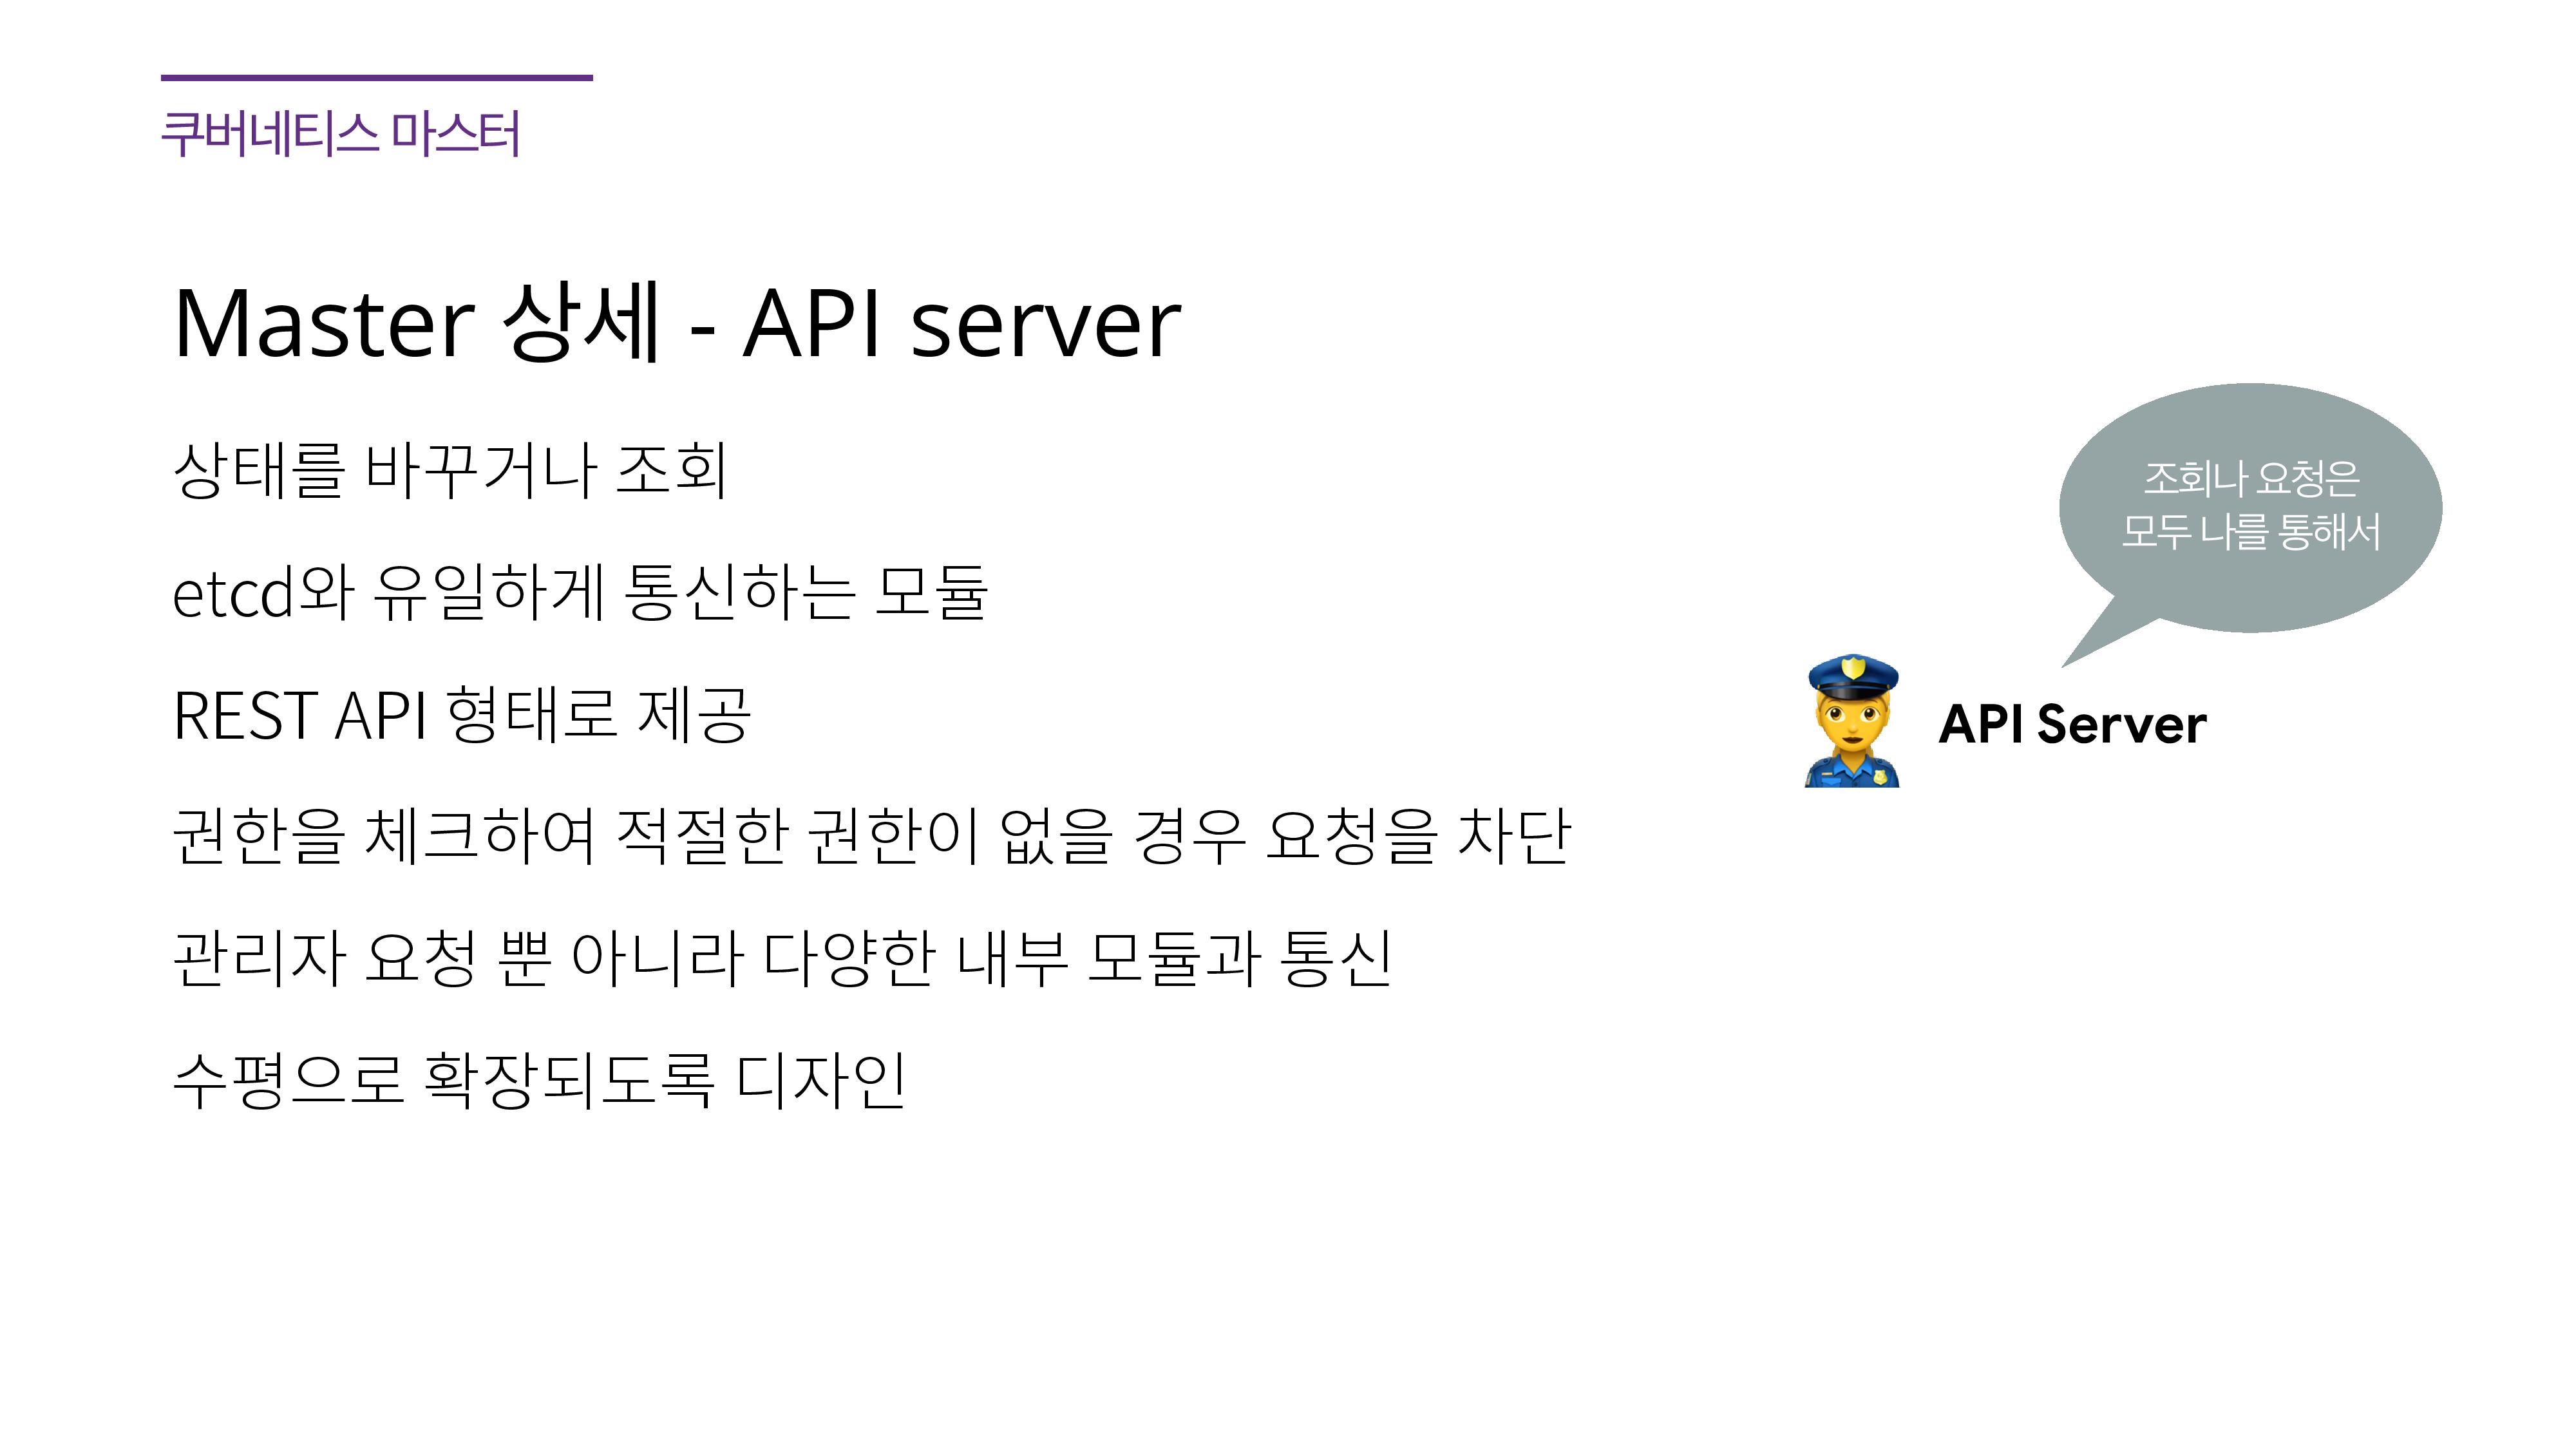 쿠버네티스 마스터
Master 상세 - API server
상태를 바꾸거나 조회
etcd와 유일하게 통신하는 모듈
REST API 형태로 제공
권한을 체크하여 적절한 권한이 없을 경우 요청을 차단
관리자 요청 뿐 아니라 다양한 내부 모듈과 통신
수평으로 확장되도록 디자인
조회나 요청은
모두 나를 통해서
API Server